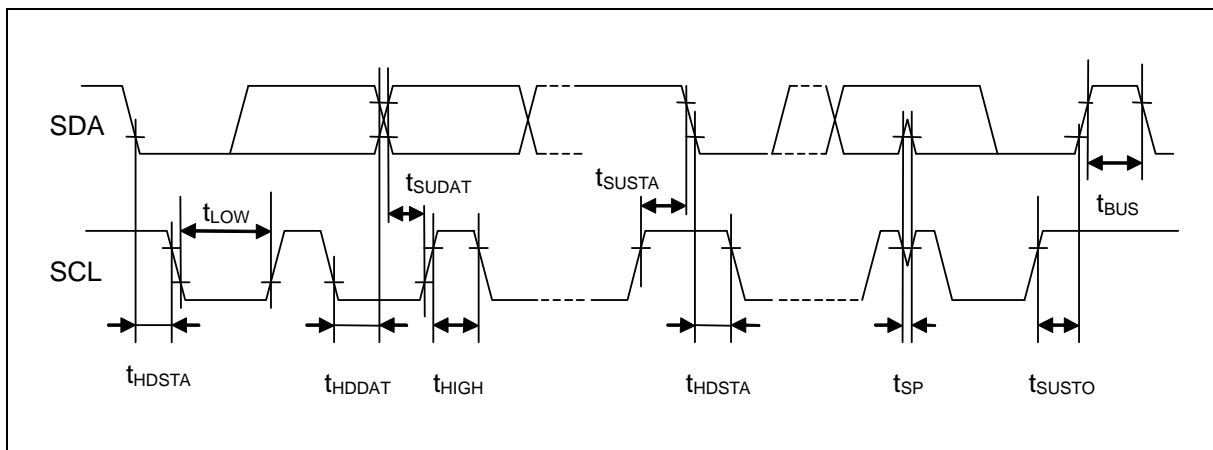 SDA
tSUDAT
tSUSTA
tLOW
tBUS
SCL
tHDSTA
tHDDAT
tHIGH
tHDSTA
tSP
tSUSTO